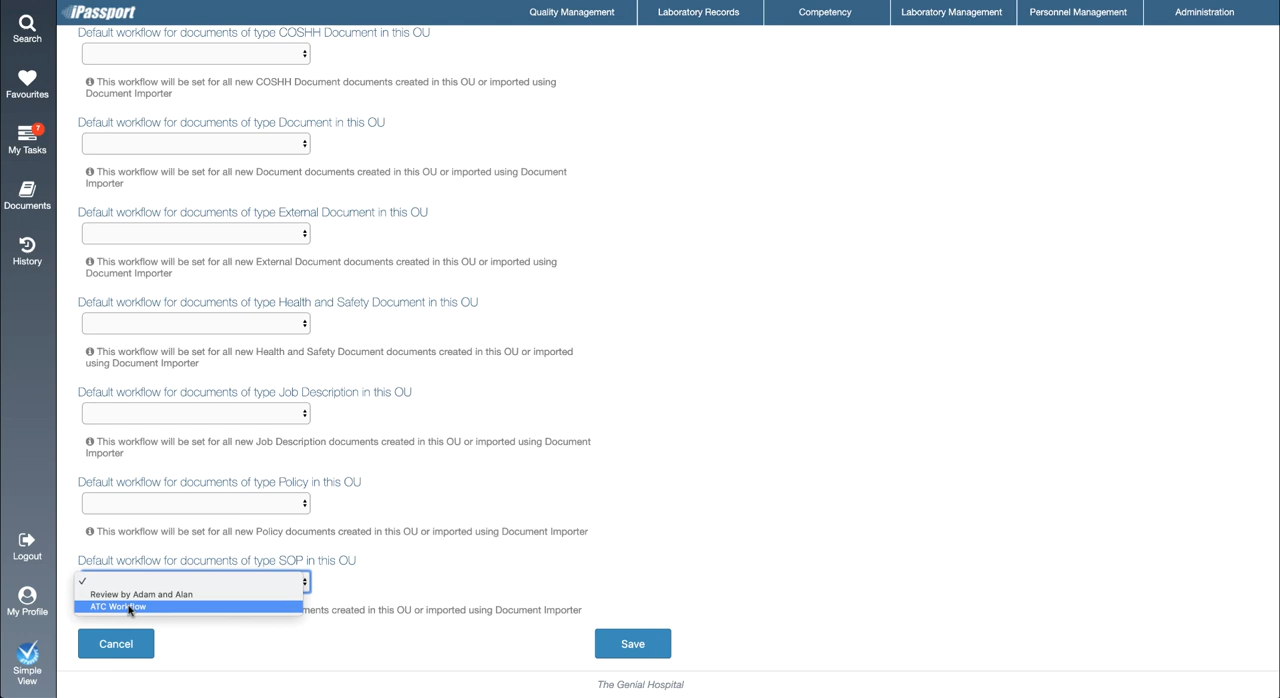 iPassport
Quality Management
Laboratory Records
Competency
Laboratory Management
Personnel Management
Administration
Search
Favourites
7
My Tasks
Documents
History
Logout
My Profile
Simple
View
Default workflow for documents of type COSHH Document in this OU
This workflow will be set for all new COSHH Document documents created in this OU or imported using
Document Importer
Default workflow for documents of type Document in this OU
This workflow will be set for all new Document documents created in this OU or imported using Document
Importer
Default workflow for documents of type External Document in this OU
This workflow will be set for all new External Document documents created in this OU or imported using
Document Importer
Default workflow for documents of type Health and Safety Document in this OU
This workflow will be set for all new Health and Safety Document documents created in this OU or imported
using Document Importer
Default workflow for documents of type Job Description in this OU
This workflow will be set for all new Job Description documents created in this OU or imported using Document
Importer
Default workflow for documents of type Policy in this OU
This workflow will be set for all new Policy documents created in this OU or imported using Document Importer
Default workflow for documents of type SOP in this OU
Review by Adam and Alan
ATC Workflow
ments created in this OU or imported using Document Importer
Cancel
Save
The Genial Hospital